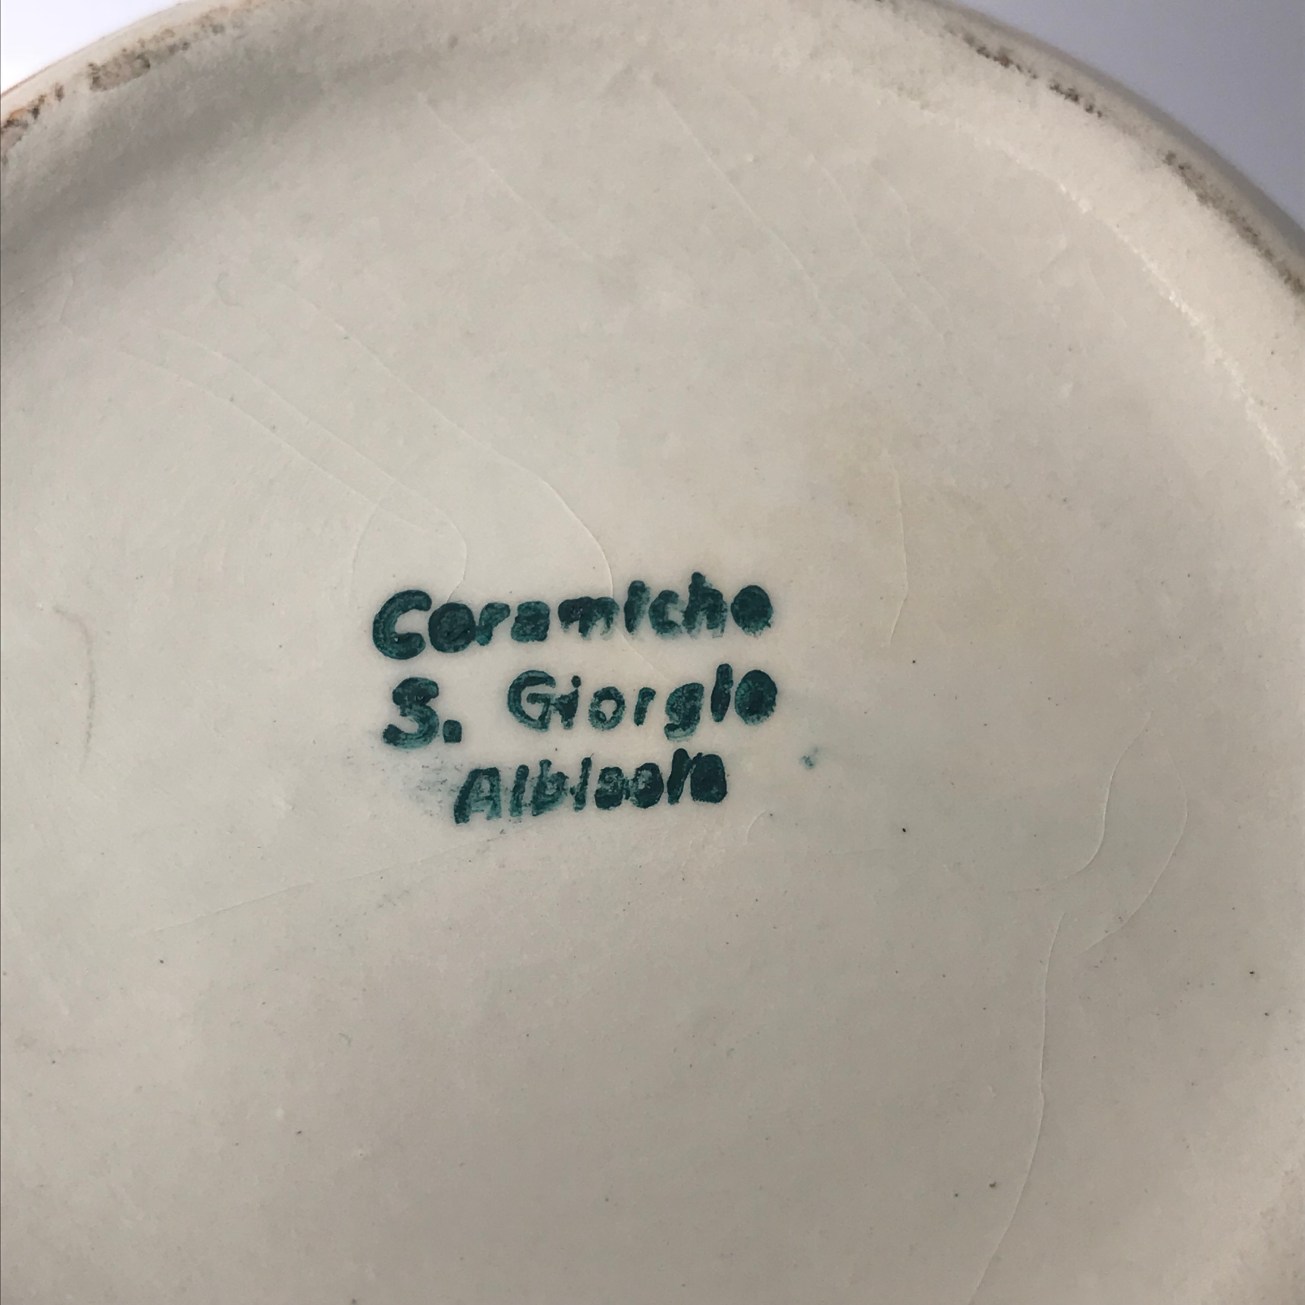 Ceramiche
S. Giorgio
Albisola